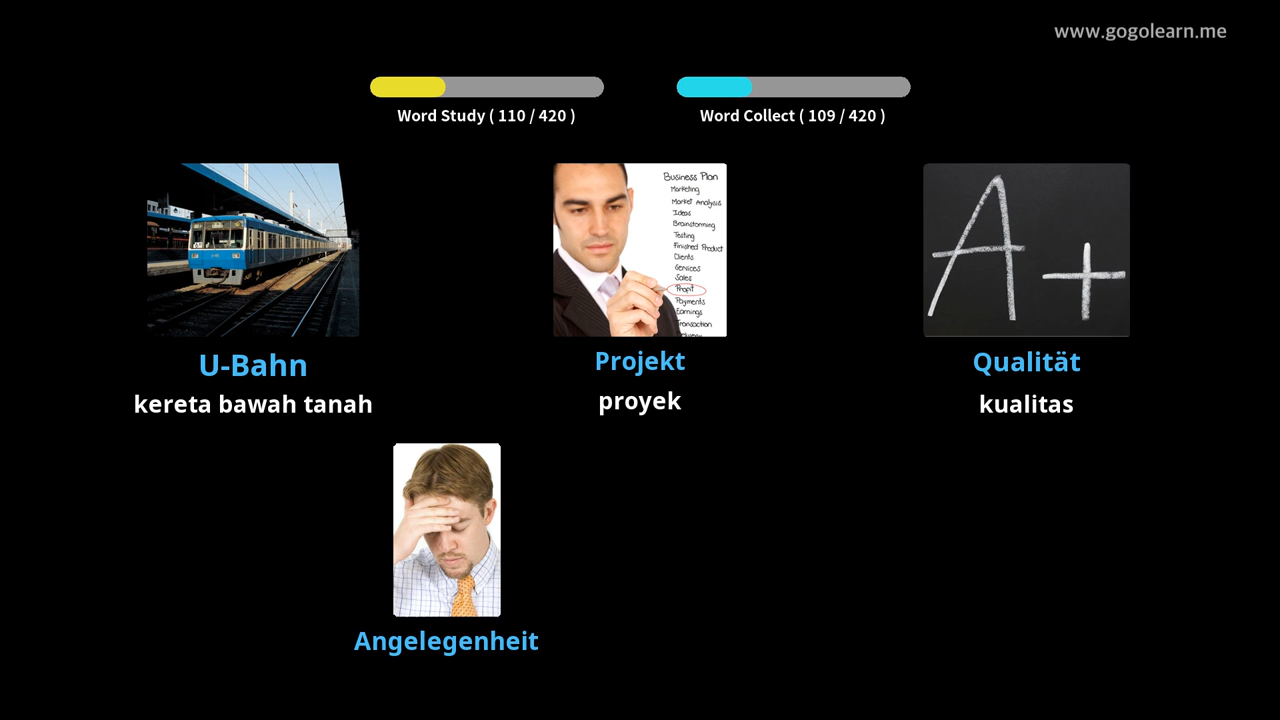 www.gogolearn.me
Word Study ( 110 / 420 )
Word Collect ( 109 / 420 )
Business Plan
Marketing
Market Analysis
Ideas
Brainstorming
Testing
Finished Product
Clients
Services
Sales
Profit
Payments
Earnings
Transaction
A+
U-Bahn
Projekt
Qualität
kereta bawah tanah
proyek
kualitas
Angelegenheit